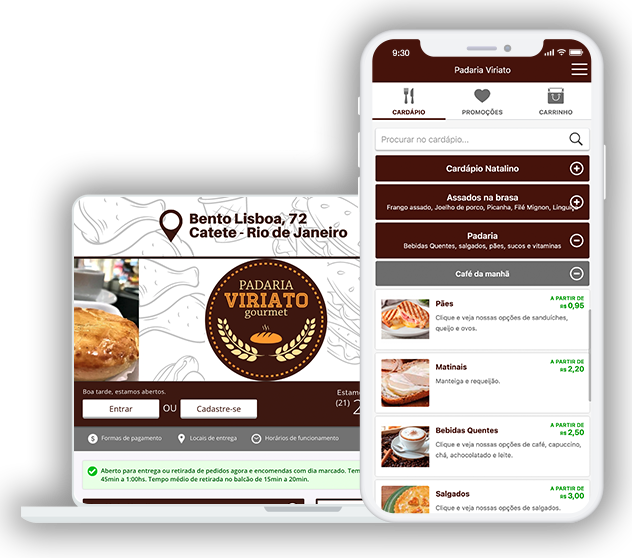 Bento Lisboa, 72
Catete - Rio de Janeiro
PADARIA
VIRIATO
gourmet
Boa tarde, estamos abertos.
Entrar
OU
Cadastre-se
Estamo
(21) 2
Formas de pagamento
Locais de entrega
Horários de funcionamento
Aberto para entrega ou retirada de pedidos agora e encomendas com dia marcado. Tem
45min a 1:00hs. Tempo médio de retirada no balcão de 15min a 20min.
9:30
Padaria Viriato
CARDÁPIO
PROMOÇÕES
CARRINHO
Procurar no cardápio...
Cardápio Natalino
Assados na brasa
Frango assado, Joelho de porco, Picanha, Filé Mignon, Linguiç
Padaria
Bebidas Quentes, salgados, pães, sucos e vitaminas
Café da manhã
Pães
A PARTIR DE
R$ 0,95
Clique e veja nossas opções de sanduíches,
queijo e ovos.
Matinais
A PARTIR DE
R$ 2,20
Manteiga e requeijão.
Bebidas Quentes
A PARTIR DE
R$ 2,50
Clique e veja nossas opções de café, capuccino,
chá, achocolatado e leite.
Salgados
A PARTIR DE
R$ 3,00
Clique e veja nossas opções de salgados.